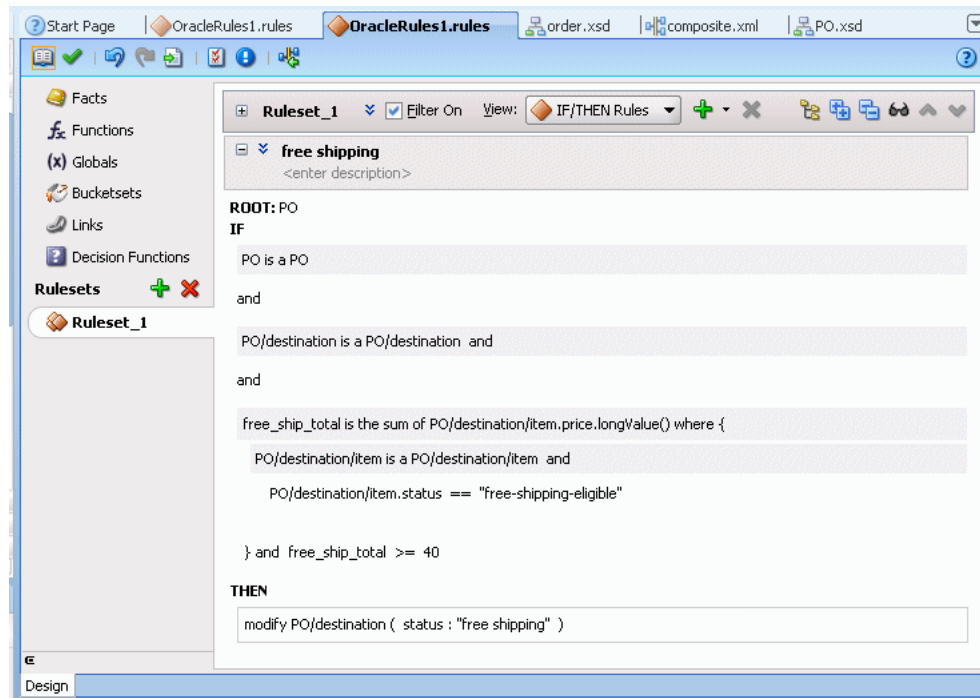 Start Page OracleRules1.rules OracleRules1.rules order.xsd composite.xml PO.xsd
Facts
Functions
Globals
Bucketsets
Links
Decision Functions
Rulesets
Ruleset_1
Ruleset_1 Filter On View: IF/THEN Rules
free shipping
<enter description>
ROOT: PO
IF
PO is a PO
and
PO/destination is a PO/destination and
and
free_ship_total is the sum of PO/destination/item.price.longValue() where {
PO/destination/item is a PO/destination/item and
PO/destination/item.status == "free-shipping-eligible"
} and free_ship_total >= 40
THEN
modify PO/destination ( status : "free shipping" )
Design